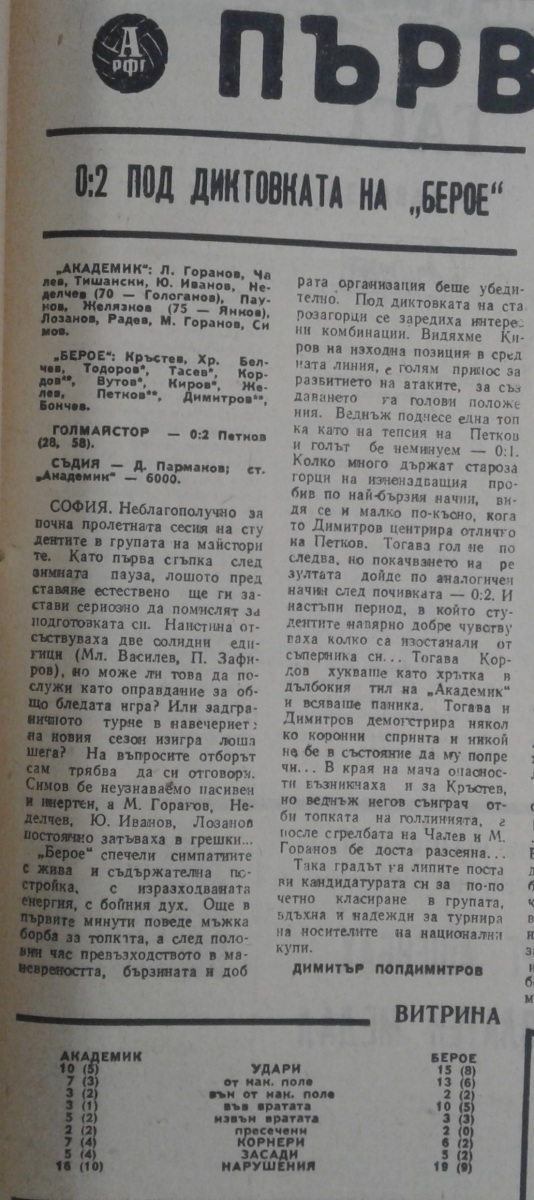 А
РФГ
ПЪРВ
0:2 ПОД ДИКТОВКАТА НА „БЕРОЕ“
„АКАДЕМИК“: Л. Горанов, Ча
лев, Тишански, Ю. Иванов, Не
делчев (70 — Гологанов), Пау
нов, Желязнов (75 — Янков),
Лозанов, Радев, М. Горанов, Си
мов.
„БЕРОЕ“: Кръстев, Хр. Бел
чев, Тодоров*, Тасев*, Кор
дов**, Вутов*, Киров*, Же
лев, Петков**, Димитров**,
Бончев.
ГОЛМАЙСТОР — 0:2 Петков
(28, 58).
СЪДИЯ — Д. Парманов; ст.
„Академик“ — 6000.
СОФИЯ. Неблагополучно за
почна пролетната сесия на сту
дентите в групата на майстори
те. Като първа стъпка след
зимната пауза, лошото пред
ставяне естествено ще ги за
стави сериозно да помислят за
подготовката си. Наистина от
състваваха две солидни еди
ници (Мл. Василев, П. Зафи
ров), но може ли това да по
служи като оправдание за об
що бледата игра? Или задгра
ничното турне в навечерието
на новия сезон изигра лоша
шега? На въпросите отборът
сам трябва да си отговори.
Симов бе неузнаваемо пасивен
и инертен, а М. Горанов, Не
делчев, Ю. Иванов, Лозанов
постоянно затъваха в грешки...
„Берое“ спечели симпатиите
с жива и съдържателна по
стройка, с изразходваната
енергия, с бойния дух. Още в
първите минути поведе мъжка
борба за топката, а след поло
вин час превъзходството в ма
невреността, бързината и доб
рата организация беше убеди
телно. Под диктовката на ста
розагорци се заредиха интерес
ни комбинации. Видяхме Ки
ров на изходна позиция в сред
ната линия, с голям принос за
разбитието на атаките, за съз
даването на голови положе
ния. Веднъж поднесе една топ
ка като на тепсия на Петков
и голът бе неминуем — 0:1.
Колко много държат староза
горци на изненадващия про
бив по най-бързия начин, ви
дя се и малко по-късно, кога
то Димитров центрира отлично
на Петков. Тогава гол не по
следва, но покачването на ре
зултата дойде по аналогичен
начин след почивката — 0:2. И
настъпи период, в който сту
дентите навярно добре чувству
ваха колко са изостанали от
съперника си... Тогава Кор
дов хукваше като хрътка в
дълбокия тил на „Академик“
и всяваше паника. Тогава и
Димитров демонстрира някол
ко коронни спринта и никой
не бе в състояние да му попре
чи... В края на мача опаснос
ти възникнаха и за Кръстев,
но веднъж негов съиграч от
би топката на голлинията, а
после стрелбата на Чалев и М.
Горанов бе доста разсеяна...
Така градът на липите поста
ви кандидатурата си за по-по
четно класиране в групата,
вдъхна и надежди за турнира
на носителите на национални
купи.
ДИМИТЪР ПОПДИМИТРОВ
ВИТРИНА
АКАДЕМИК БЕРОЕ
10 (5) УДАРИ 15 (8)
7 (3) от нак. поле 13 (6)
3 (2) вън от нак. поле 2 (2)
3 (1) във вратата 10 (5)
5 (2) извън вратата 3 (3)
2 (2) пресечени 2 (0)
7 (4) КОРНЕРИ 6 (2)
5 (4) ЗАСАДИ 5 (2)
16 (10) НАРУШЕНИЯ 19 (9)